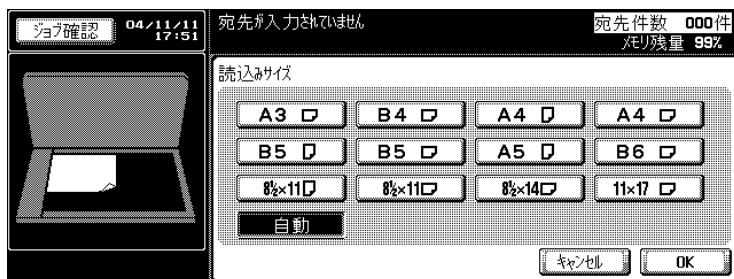 ジョブ確認 04/11/11
17:51
宛先が入力されていません
宛先件数 000件
メモリ残量 99%
読込みサイズ
A3 B4 A4 A4
B5 B5 A5 B6
8½×11 8½×11 8½×14 11×17
自動
キャンセル OK